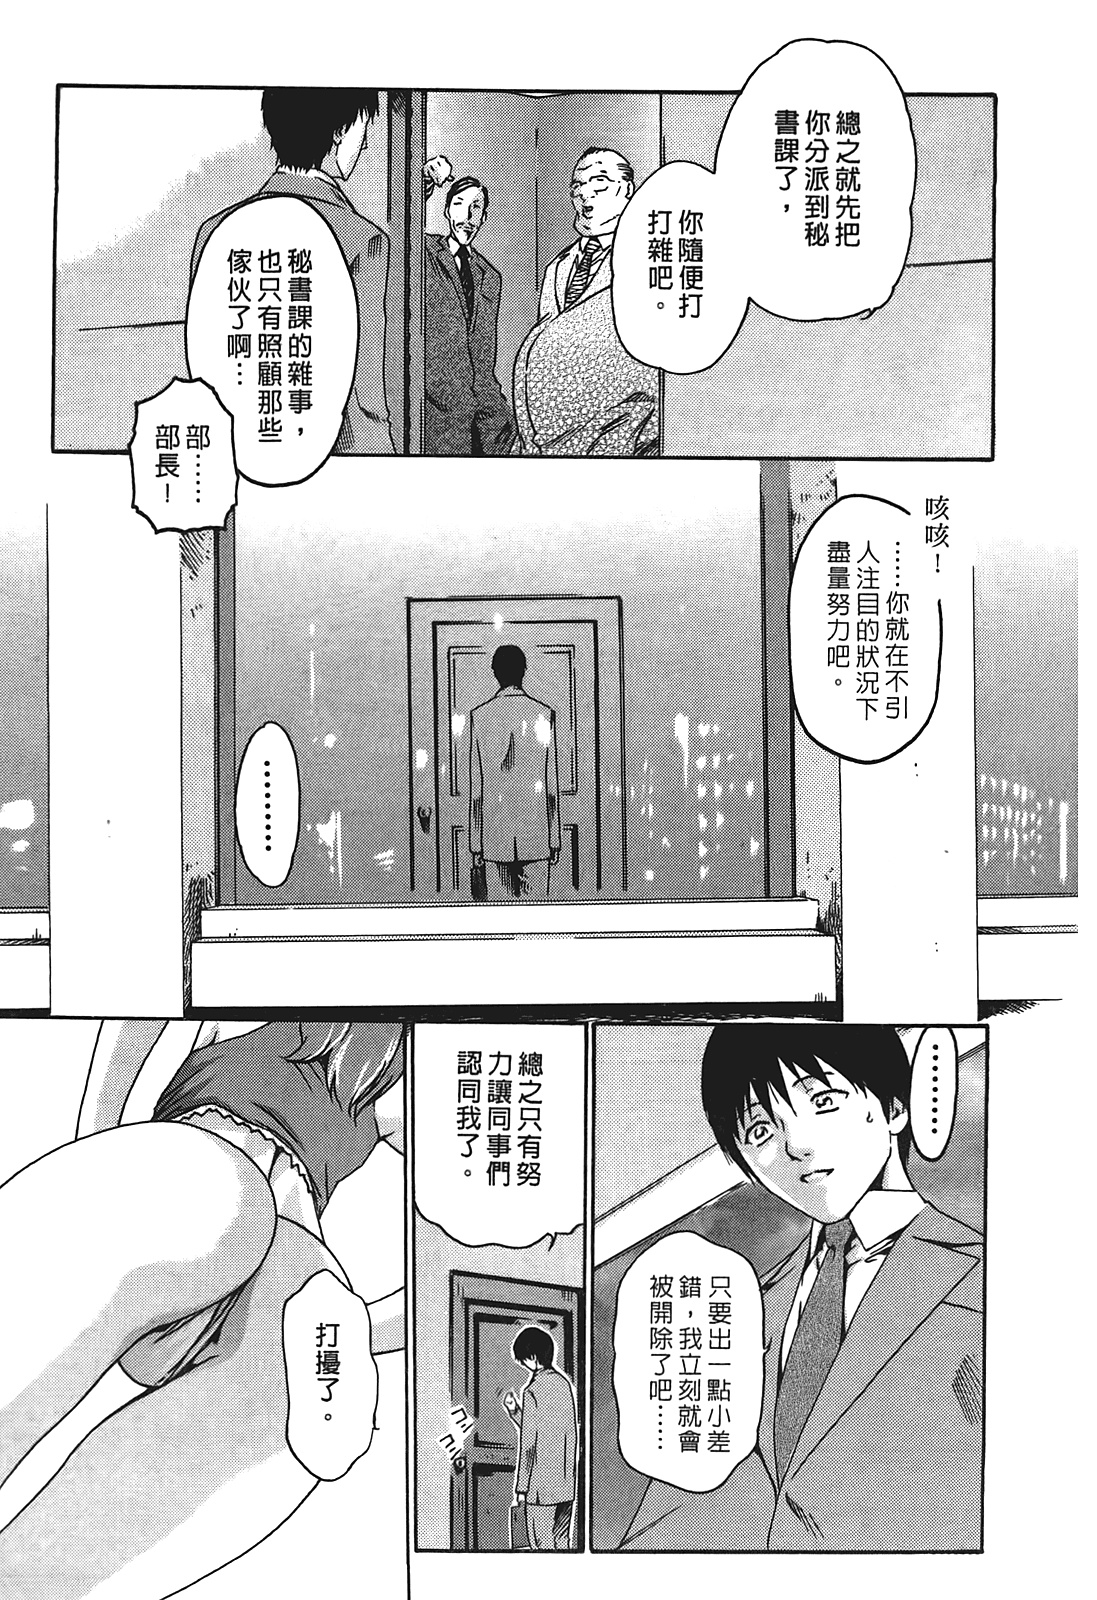 總之就先把
你分派到秘
書課了，
你隨便打
打雜吧。
秘書課的雜事，
也只有照顧那些
傢伙了啊…
部……
部長！
咳咳！
……你就在不引
人注目的狀況下
盡量努力吧。
………
………
只要出一點小差
錯，我立刻就會
被開除了吧……
總之只有努
力讓同事們
認同我了。
打擾了。